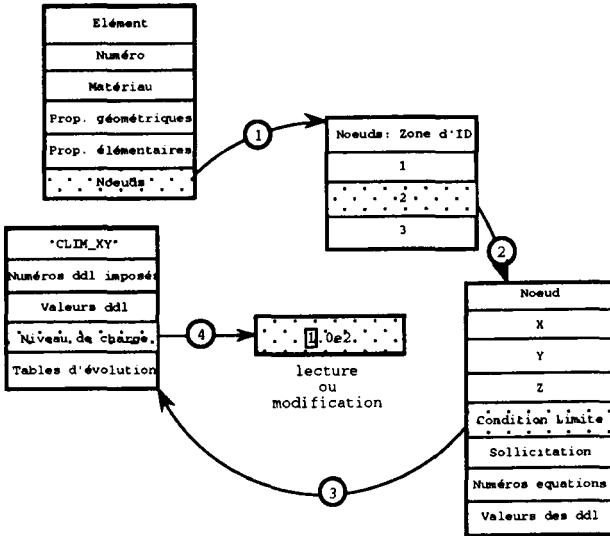 Elément
Numéro
Matériau
Prop. géométriques
Prop. élémentaires
Noeuds
1
Noeuds: Zone d'ID
1
2
3
2
"CLIM_XY"
Numéros ddl imposés
Valeurs ddl
Niveau de charge
Tables d'évolution
4
1.0e2
lecture
ou
modification
Noeud
X
Y
Z
Condition Limite
Sollicitation
Numéros equations
Valeurs des ddl
3